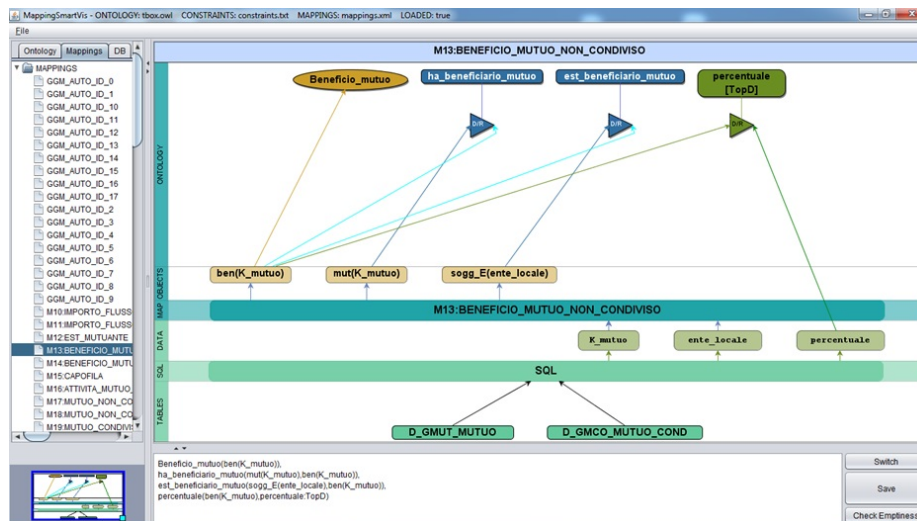 MappingSmartVis - ONTOLOGY: tbox.owl CONSTRAINTS: constraints.txt MAPPINGS: mappings.xml LOADED: true
File
Ontology Mappings DB
MAPPINGS
GGM_AUTO_ID_0
GGM_AUTO_ID_1
GGM_AUTO_ID_10
GGM_AUTO_ID_11
GGM_AUTO_ID_12
GGM_AUTO_ID_13
GGM_AUTO_ID_14
GGM_AUTO_ID_15
GGM_AUTO_ID_16
GGM_AUTO_ID_17
GGM_AUTO_ID_2
GGM_AUTO_ID_3
GGM_AUTO_ID_4
GGM_AUTO_ID_5
GGM_AUTO_ID_6
GGM_AUTO_ID_7
GGM_AUTO_ID_8
GGM_AUTO_ID_9
M10:IMPORTO_FLUSS
M11:IMPORTO_FLUSS
M12:EST_MUTUANTE
M13:BENEFICIO_MUTU
M14:BENEFICIO_MUTU
M15:CAPOFILA
M16:ATTIVITA_MUTUO_
M17:MUTUO_NON_CO
M18:MUTUO_NON_CO
M19:MUTUO_CONDIVI
M13:BENEFICIO_MUTUO_NON_CONDIVISO
ONTOLOGY
Beneficio_mutuo
ha_beneficiario_mutuo
est_beneficiario_mutuo
percentuale
[TopD]
D/R
D/R
D/R
MAP OBJECTS
ben(K_mutuo)
mut(K_mutuo)
sogg_E(ente_locale)
M13:BENEFICIO_MUTUO_NON_CONDIVISO
DATA
K_mutuo
ente_locale
percentuale
SQL
SQL
TABLES
D_GMUT_MUTUO
D_GMCO_MUTUO_COND
Beneficio_mutuo(ben(K_mutuo)),
ha_beneficiario_mutuo(mut(K_mutuo),ben(K_mutuo)),
est_beneficiario_mutuo(sogg_E(ente_locale),ben(K_mutuo)),
percentuale(ben(K_mutuo),percentuale:TopD)
Switch
Save
Check Emptiness